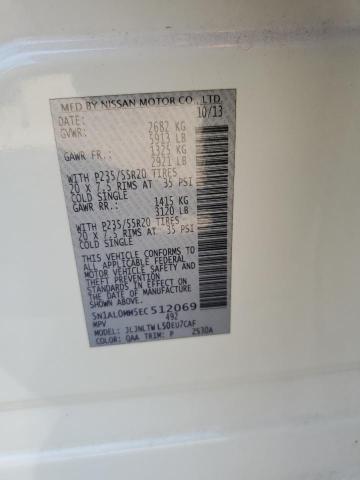 MFD BY NISSAN MOTOR CO., LTD.
DATE: 10/13
GVWR: 2682 KG
5913 LB
GAWR FR.: 1325 KG
2921 LB
WITH P235/55R20 TIRES
20 X 7.5 RIMS AT 35 PSI
COLD SINGLE
GAWR RR.: 1415 KG
3120 LB
WITH P235/55R20 TIRES
20 X 7.5 RIMS AT 35 PSI
COLD SINGLE
THIS VEHICLE CONFORMS TO
ALL APPLICABLE FEDERAL
MOTOR VEHICLE SAFETY
STANDARDS IN EFFECT ON
THE DATE OF MANUFACTURE
SHOWN ABOVE.
5N1AL0MM5EC512069
MPV 492
MODEL: JLJNLTWL50EU7CAF
COLOR: QAA TRIM: P 2530A